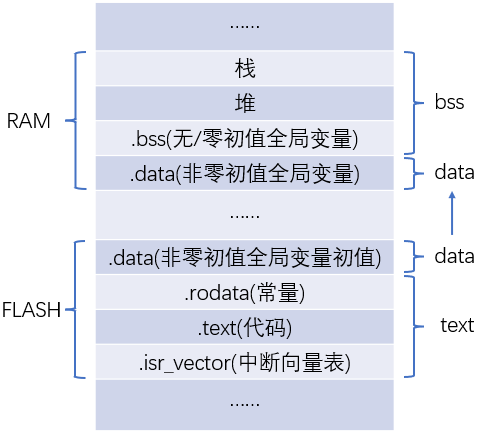 ……
栈
堆
.bss(无/零初值全局变量)
.data(非零初值全局变量)
RAM
bss
data
……
.data(非零初值全局变量初值)
.rodata(常量)
.text(代码)
.isr_vector(中断向量表)
FLASH
data
text
……